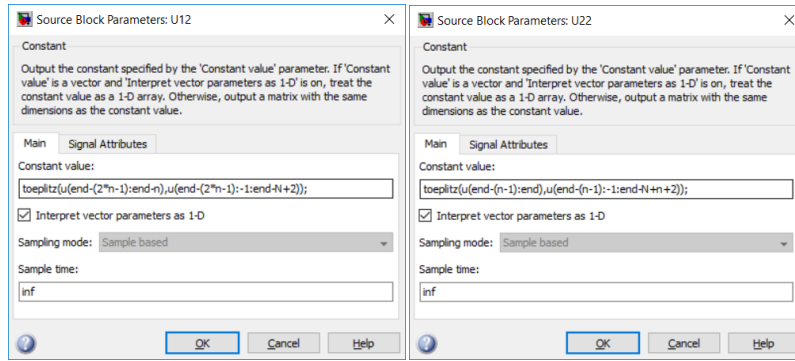 Source Block Parameters: U12
Constant
Output the constant specified by the 'Constant value' parameter. If 'Constant
value' is a vector and 'Interpret vector parameters as 1-D' is on, treat the
constant value as a 1-D array. Otherwise, output a matrix with the same
dimensions as the constant value.
Main Signal Attributes
Constant value:
toeplitz(u(end-(2*n-1):end-n),u(end-(2*n-1):-1:end-N+2));
Interpret vector parameters as 1-D
Sampling mode: Sample based
Sample time:
inf
OK Cancel Help
Source Block Parameters: U22
Constant
Output the constant specified by the 'Constant value' parameter. If 'Constant
value' is a vector and 'Interpret vector parameters as 1-D' is on, treat the
constant value as a 1-D array. Otherwise, output a matrix with the same
dimensions as the constant value.
Main Signal Attributes
Constant value:
toeplitz(u(end-(n-1):end),u(end-(n-1):-1:end-N+n+2));
Interpret vector parameters as 1-D
Sampling mode: Sample based
Sample time:
inf
OK Cancel Help